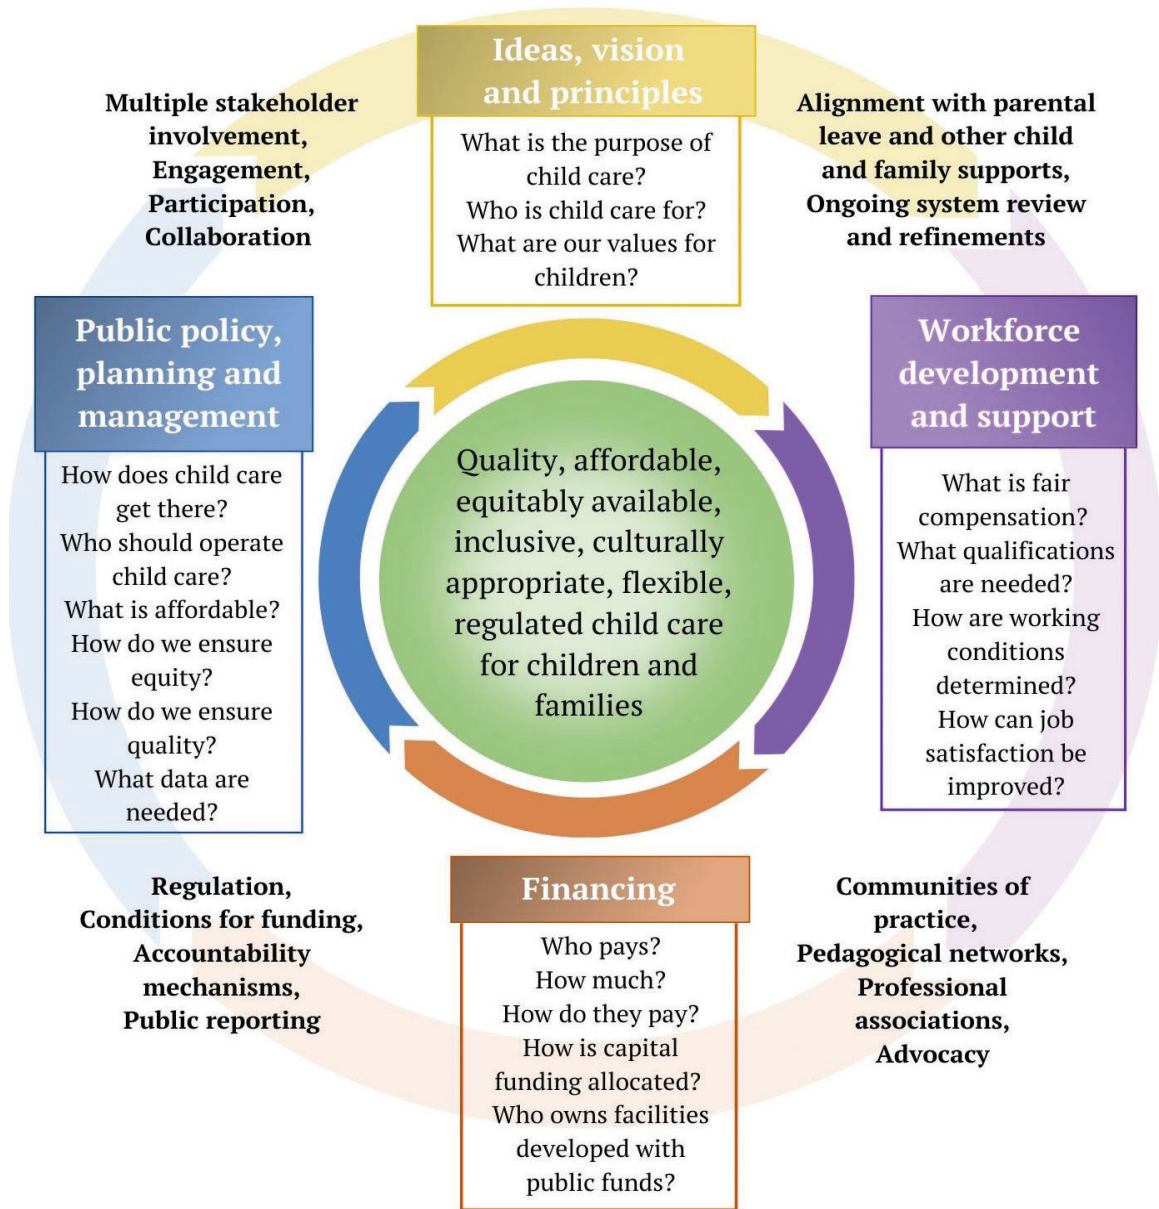 Ideas, vision
and principles
What is the purpose of
child care?
Who is child care for?
What are our values for
children?
Multiple stakeholder
involvement,
Engagement,
Participation,
Collaboration
Alignment with parental
leave and other child
and family supports,
Ongoing system review
and refinements
Public policy,
planning and
management
How does child care
get there?
Who should operate
child care?
What is affordable?
How do we ensure
equity?
How do we ensure
quality?
What data are
needed?
Quality, affordable,
equitably available,
inclusive, culturally
appropriate, flexible,
regulated child care
for children and
families
Workforce
development
and support
What is fair
compensation?
What qualifications
are needed?
How are working
conditions
determined?
How can job
satisfaction be
improved?
Regulation,
Conditions for funding,
Accountability
mechanisms,
Public reporting
Financing
Who pays?
How much?
How do they pay?
How is capital
funding allocated?
Who owns facilities
developed with
public funds?
Communities of
practice,
Pedagogical networks,
Professional
associations,
Advocacy